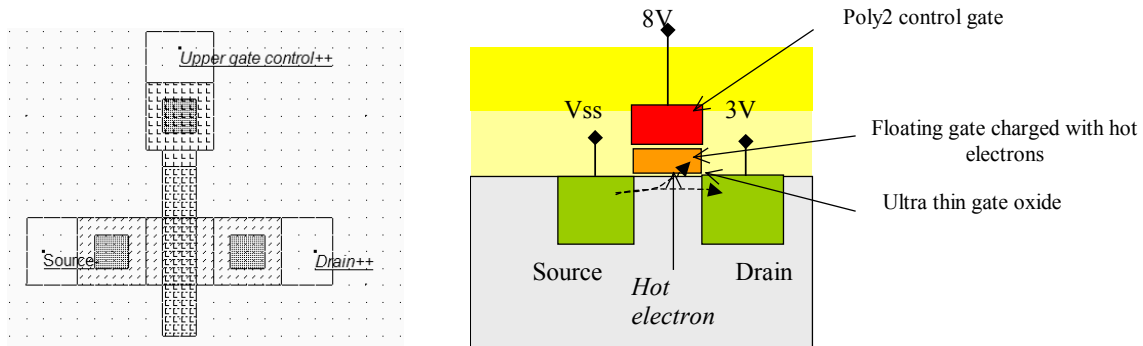 Upper gate control++
Source-
Drain++
8V
Poly2 control gate
Vss
3V
Floating gate charged with hot
electrons
Ultra thin gate oxide
Source
Drain
Hot
electron